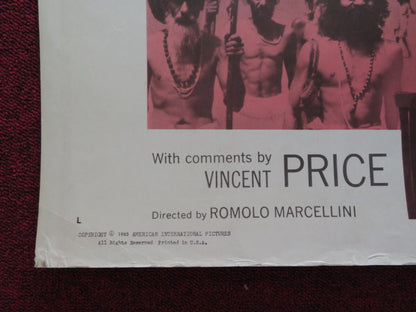 With comments by
VINCENT PRICE
Directed by ROMOLO MARCELLINI
L
COPYRIGHT © 1965 AMERICAN INTERNATIONAL PICTURES
All Rights Reserved Printed in U.S.A.